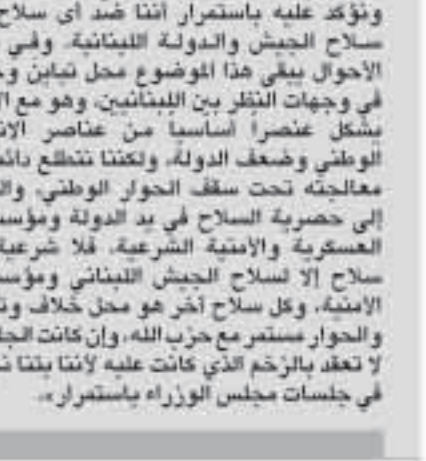 ونؤكد عليه باستمرار أننا ضد أي سلاح
سلاح الجيش والدولة اللبنانية. وفي
الأحوال يبقى هذا الموضوع محل تباين و
في وجهات النظر بين اللبنانيين، وهو مع ا
يشكل عنصراً أساسياً من عناصر الان
الوطني وضعف الدولة، ولكننا نتطلع دائ
معالجته تحت سقف الحوار الوطني، وال
إلى حصرية السلاح في يد الدولة ومؤسس
العسكرية والأمنية الشرعية، فلا شرعية
سلاح إلا لسلاح الجيش اللبناني ومؤسس
الأمنية، وكل سلاح آخر هو محل خلاف وت
والحوار مستمر مع حزب الله، وإن كانت الجل
لا تعقد بالزخم الذي كانت عليه لأننا بتنا ن
في جلسات مجلس الوزراء باستمرار».